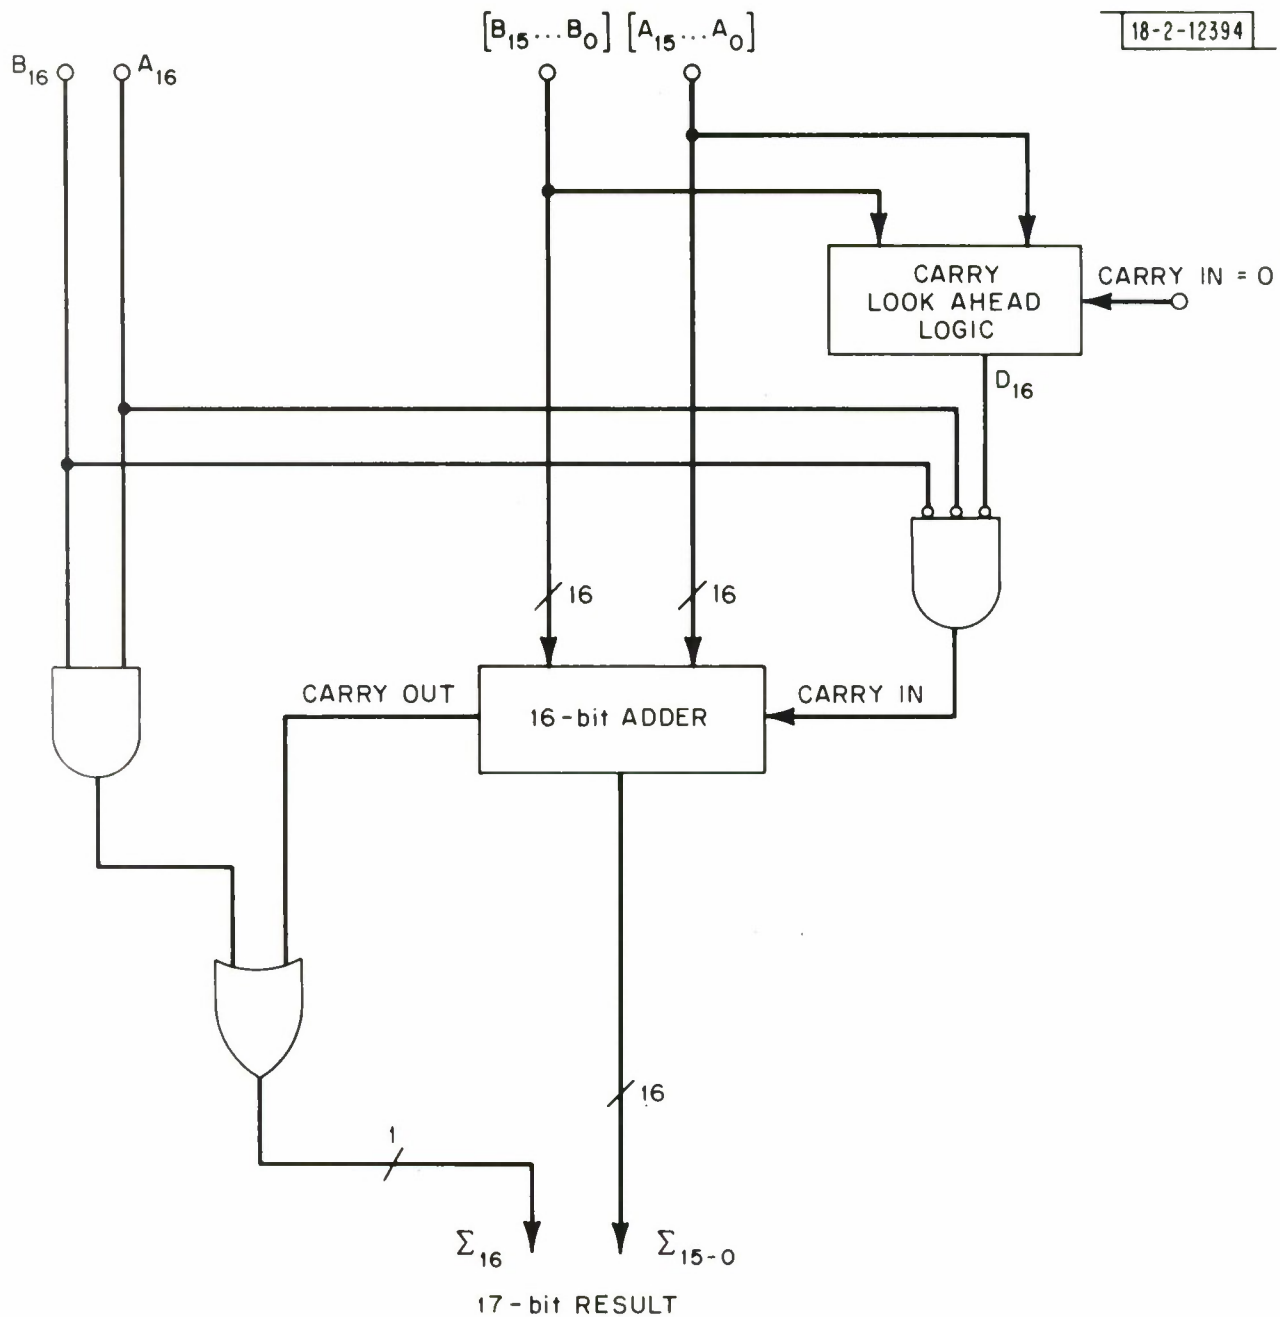 [B15...B0] [A15...A0]
18-2-12394
B16
A16
CARRY
LOOK AHEAD
LOGIC
CARRY IN = 0
D16
16
16
CARRY OUT
16-bit ADDER
CARRY IN
16
1
Σ16
Σ15-0
17-bit RESULT